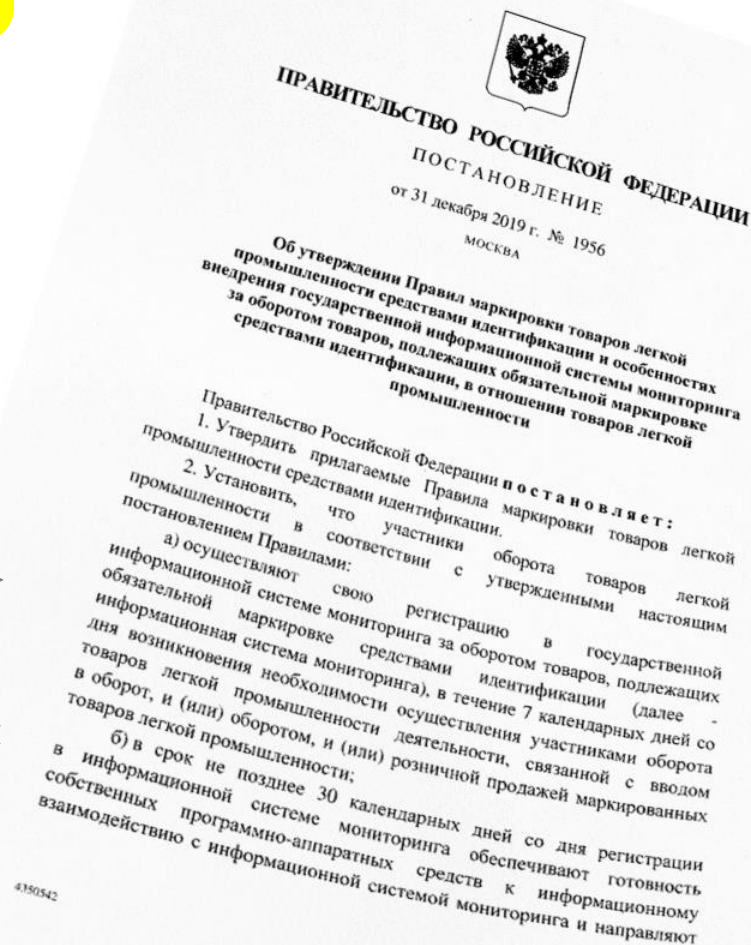 ПРАВИТЕЛЬСТВО РОССИЙСКОЙ ФЕДЕРАЦИИ
ПОСТАНОВЛЕНИЕ
от 31 декабря 2019 г. № 1956
МОСКВА
Об утверждении Правил маркировки товаров легкой
промышленности средствами идентификации и особенностях
внедрения государственной информационной системы мониторинга
за оборотом товаров, подлежащих обязательной маркировке
средствами идентификации, в отношении товаров легкой
промышленности
Правительство Российской Федерации постановляет:
1. Утвердить прилагаемые Правила маркировки товаров легкой
промышленности средствами идентификации.
2. Установить, что участники оборота товаров легкой
промышленности в соответствии с утвержденными настоящим
постановлением Правилами:
а) осуществляют свою регистрацию в государственной
информационной системе мониторинга за оборотом товаров, подлежащих
обязательной маркировке средствами идентификации (далее -
информационная система мониторинга), в течение 7 календарных дней со
дня возникновения необходимости осуществления участниками оборота
товаров легкой промышленности деятельности, связанной с вводом
в оборот, и (или) оборотом, и (или) розничной продажей маркированных
товаров легкой промышленности;
б) в срок не позднее 30 календарных дней со дня регистрации
в информационной системе мониторинга обеспечивают готовность
собственных программно-аппаратных средств к информационному
взаимодействию с информационной системой мониторинга и направляют
4350542